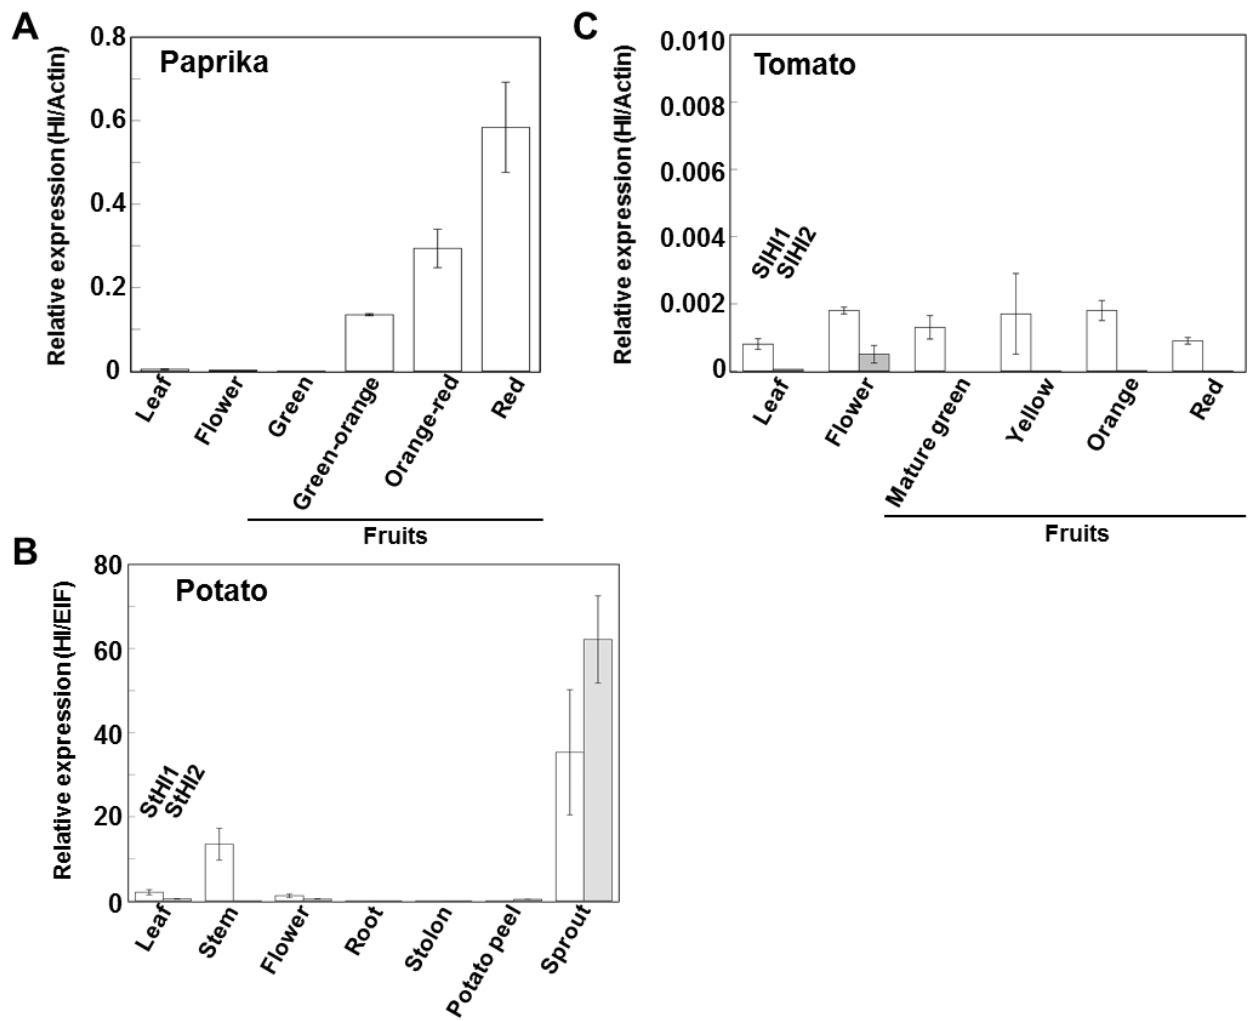 A
Paprika
Relative expression (HI/Actin)
0.8
0.6
0.4
0.2
0
Leaf
Flower
Green
Green-orange
Orange-red
Red
Fruits
C
Tomato
Relative expression (HI/Actin)
0.010
0.008
0.006
0.004
0.002
0
SlHI1
SlHI2
Leaf
Flower
Mature green
Yellow
Orange
Red
Fruits
B
Potato
Relative expression (HI/EIF)
80
60
40
20
0
StHI1
StHI2
Leaf
Stem
Flower
Root
Stolon
Potato peel
Sprout